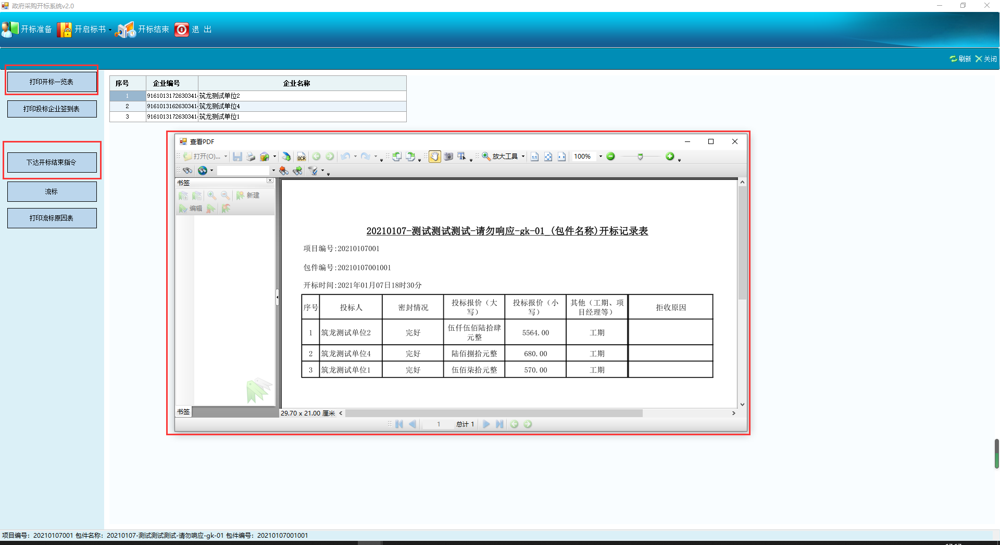 政府采购开标系统v2.0
开标准备 开启标书 开标结束 退 出
刷新 关闭
打印开标一览表
打印投标企业签到表
下达开标结束指令
流标
打印流标原因表
序号 企业编号 企业名称
1 9161013172630341 筑龙测试单位2
2 9161013162630341 筑龙测试单位4
3 9161013172630341 筑龙测试单位1
查看PDF
打开(O)... OCR 放大工具 1:1 100%
书签
新建
编辑
书签
20210107-测试测试测试-请勿响应-gk-01_(包件名称)开标记录表
项目编号:20210107001
包件编号:20210107001001
开标时间:2021年01月07日18时30分
序号 投标人 密封情况 投标报价（大写） 投标报价（小写） 其他（工期、项目经理等） 拒收原因
1 筑龙测试单位2 完好 伍仟伍佰陆拾肆元整 5564.00 工期
2 筑龙测试单位4 完好 陆佰捌拾元整 680.00 工期
3 筑龙测试单位1 完好 伍佰柒拾元整 570.00 工期
29.70 x 21.00 厘米
1 总计 1
项目编号：20210107001 包件名称：20210107-测试测试测试-请勿响应-gk-01 包件编号：20210107001001